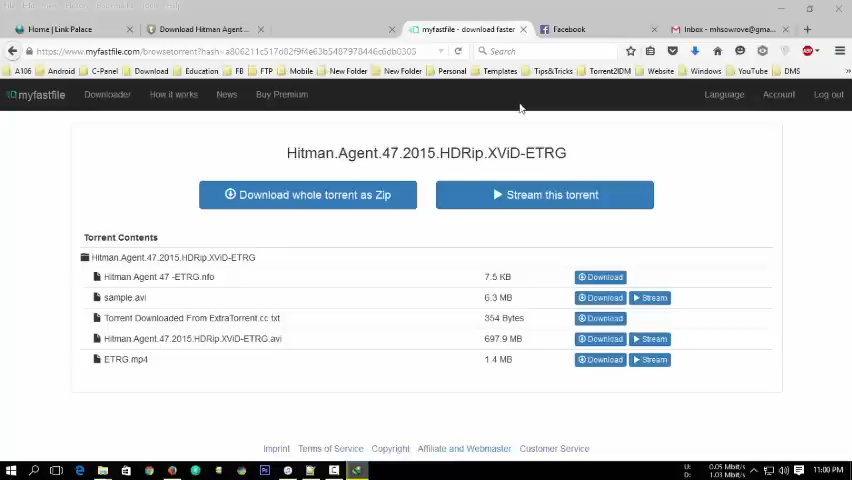 Home | Link Palace
Download Hitman Agent ...
myfastfile - download faster
Facebook
Inbox - mhsowrove@gma...
https://www.myfastfile.com/browsetorrent?hash=a806211c517d82f9f4e63b5487978446c6db0305
Search
A106 Android C-Panel Download Education FB FTP Mobile New Folder New Folder Personal Templates Tips&Tricks Torrent2IDM Website Windows YouTube DMS
myfastfile Downloader How it works News Buy Premium Language Account Log out
Hitman.Agent.47.2015.HDRip.XViD-ETRG
Download whole torrent as Zip
Stream this torrent
Torrent Contents
Hitman.Agent.47.2015.HDRip.XViD-ETRG
Hitman Agent 47 -ETRG.nfo 7.5 KB Download
sample.avi 6.3 MB Download Stream
Torrent Downloaded From ExtraTorrent.cc.txt 354 Bytes Download
Hitman.Agent.47.2015.HDRip.XViD-ETRG.avi 697.9 MB Download Stream
ETRG.mp4 1.4 MB Download Stream
Imprint Terms of Service Copyright Affiliate and Webmaster Customer Service
U: 0.05 Mbit/s
D: 1.03 Mbit/s
11:00 PM